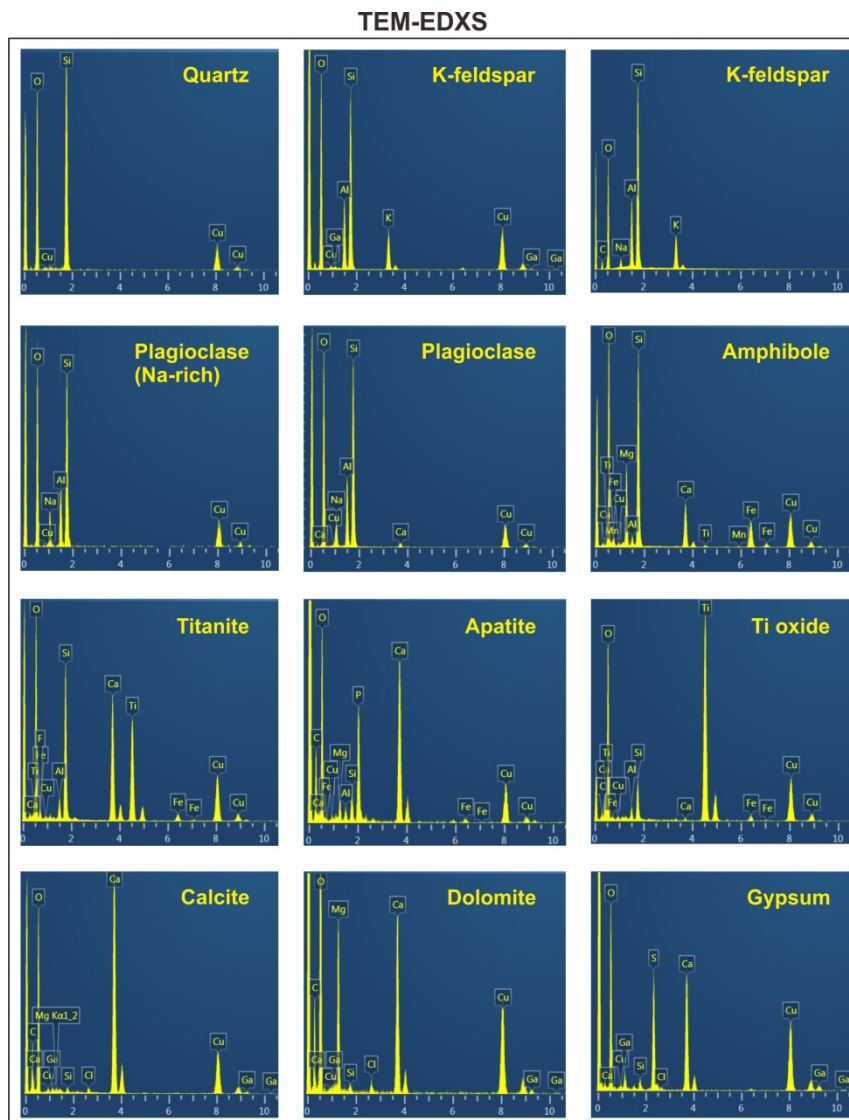 TEM-EDXS
Quartz
O
Si
Cu
Cu
Cu
0 2 4 6 8 10
K-feldspar
O
Si
Al
Ga
Cu
K
Cu
Ga
Ga
0 2 4 6 8 10
K-feldspar
Si
O
Al
C
Na
K
0 2 4 6 8 10
Plagioclase
(Na-rich)
O
Si
Na
Al
Cu
Cu
Cu
0 2 4 6 8 10
Plagioclase
O
Si
Al
Na
Cu
Ca
Ca
Cu
Cu
0 2 4 6 8 10
Amphibole
O
Si
Ti
Mg
Fe
Cu
Ca
Mn
Al
Ca
Ti
Mn
Fe
Fe
Cu
Cu
0 2 4 6 8 10
Titanite
O
Si
F
Fe
Ti
Al
Cu
Ca
Ca
Ti
Fe
Fe
Cu
Cu
0 2 4 6 8 10
Apatite
O
Ca
P
C
Mg
Cu
Si
Fe
Al
Ca
Fe
Fe
Cu
Cu
0 2 4 6 8 10
Ti oxide
Ti
O
Ti
Si
Al
C
Cu
Fe
Ca
Fe
Fe
Cu
Cu
0 2 4 6 8 10
Calcite
Ca
O
Mg Kα1_2
C
Ca
Ga
Cu
Si
Cl
Cu
Ga
Ga
0 2 4 6 8 10
Dolomite
O
Mg
Ca
C
Ca
Ga
Cu
Si
Cl
Cu
Ga
Ga
0 2 4 6 8 10
Gypsum
O
S
Ca
Ga
Cu
Ca
Si
Cl
Cu
Ga
Ga
0 2 4 6 8 10